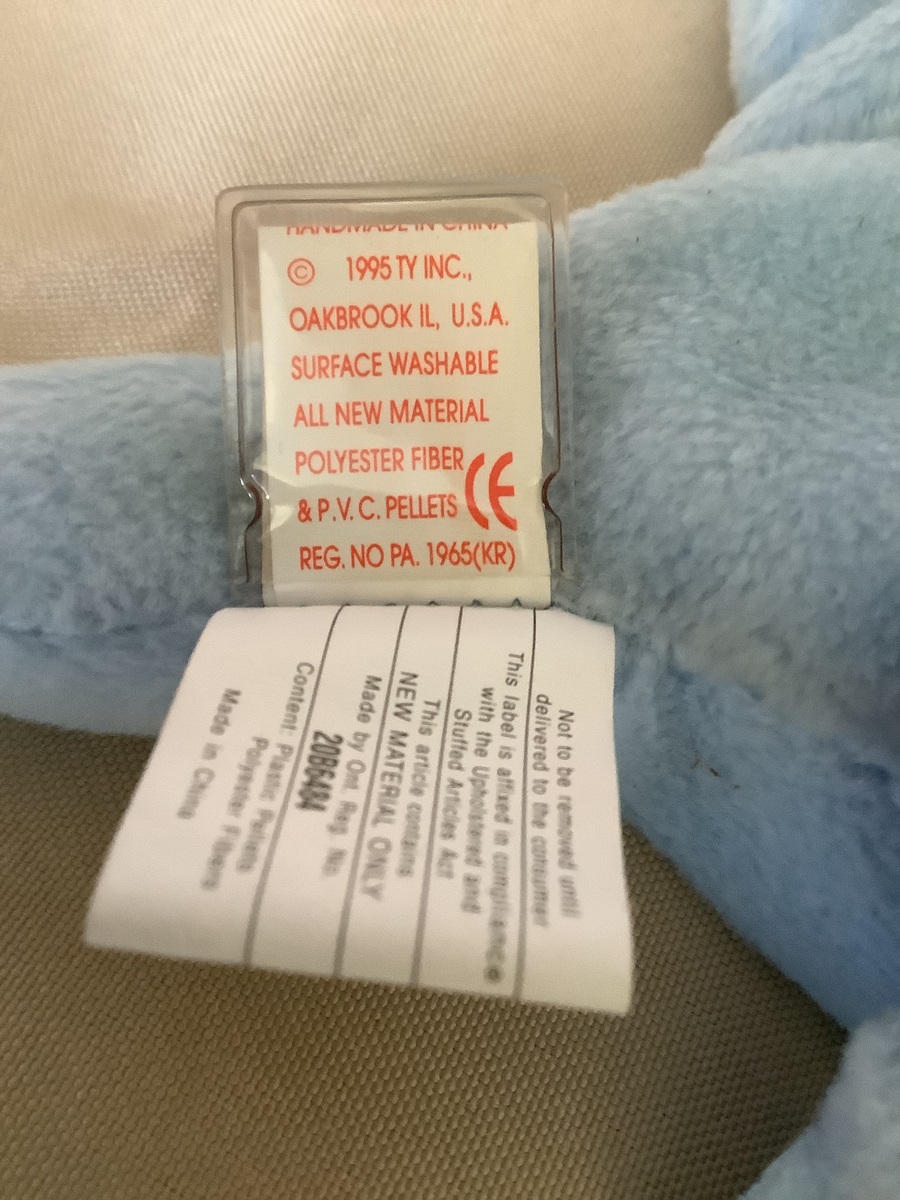 HANDMADE IN CHINA
© 1995 TY INC.,
OAKBROOK IL, U.S.A.
SURFACE WASHABLE
ALL NEW MATERIAL
POLYESTER FIBER
& P.V.C. PELLETS CE
REG. NO PA. 1965(KR)
Not to be removed until
delivered to the consumer
This label is affixed in compliance
with the Upholstered and
Stuffed Articles Act
This article contains
NEW MATERIAL ONLY
Made by Ont. Reg. No.
20B6484
Content: Plastic Pellets
Polyester Fibers
Made in China